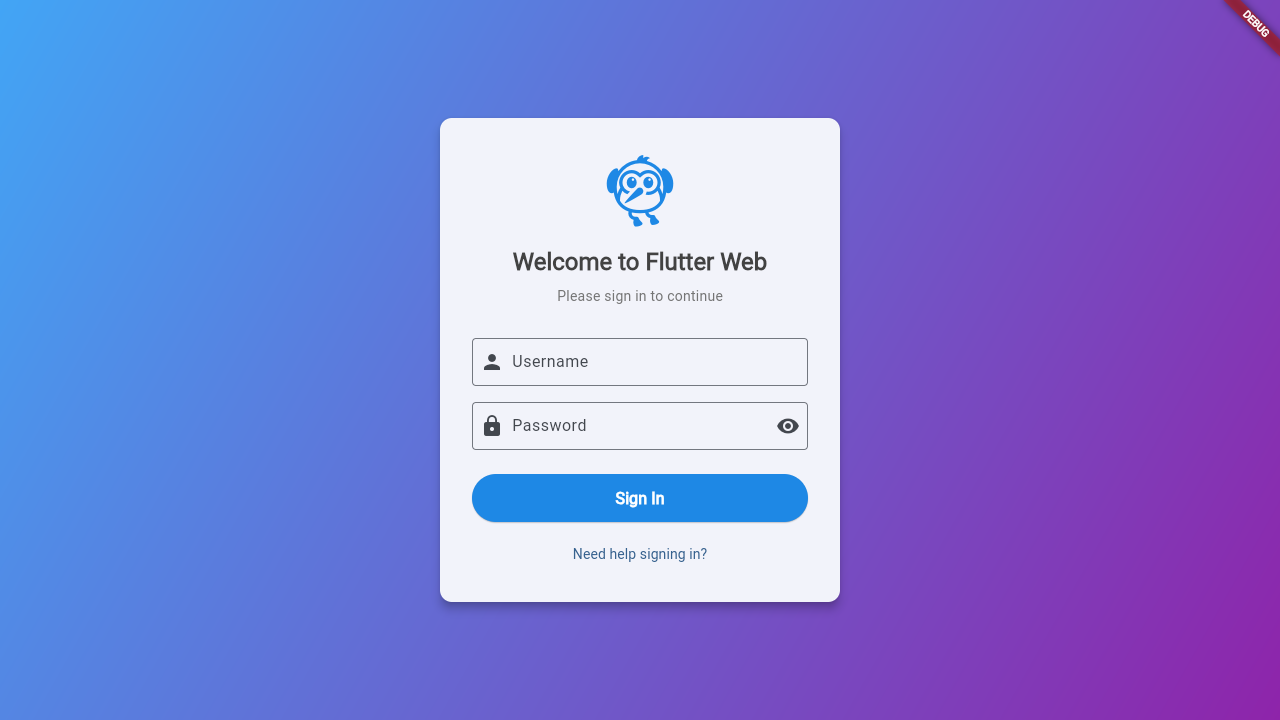 DEBUG
Welcome to Flutter Web
Please sign in to continue
Username
Password
Sign In
Need help signing in?